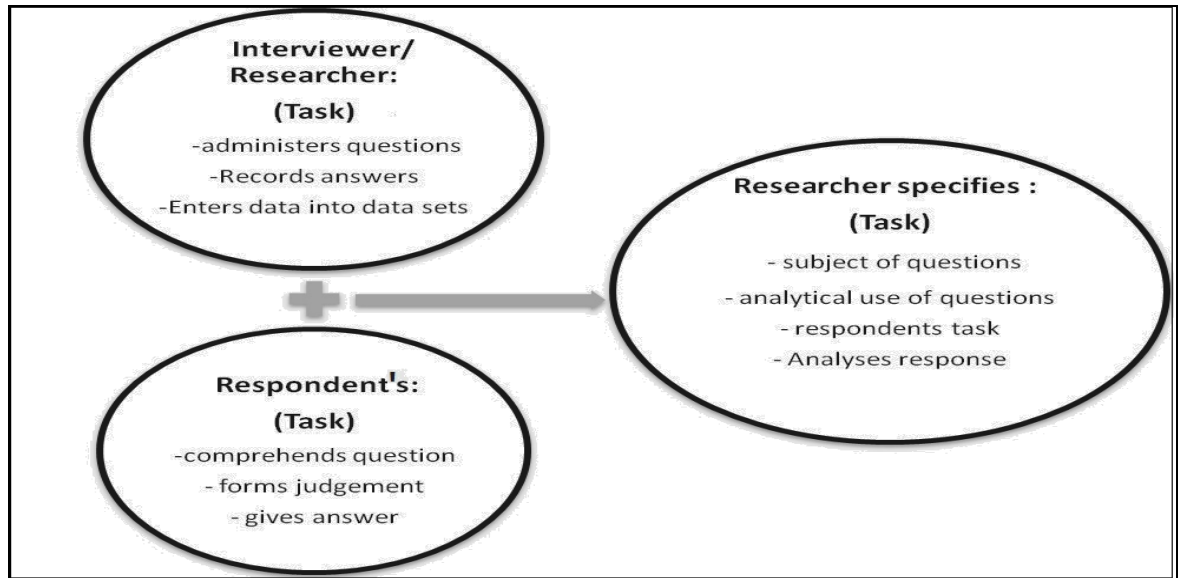 Interviewer/
Researcher:
(Task)
-administers questions
-Records answers
-Enters data into data sets
Respondent's:
(Task)
-comprehends question
- forms judgement
- gives answer
Researcher specifies :
(Task)
- subject of questions
- analytical use of questions
- respondents task
- Analyses response